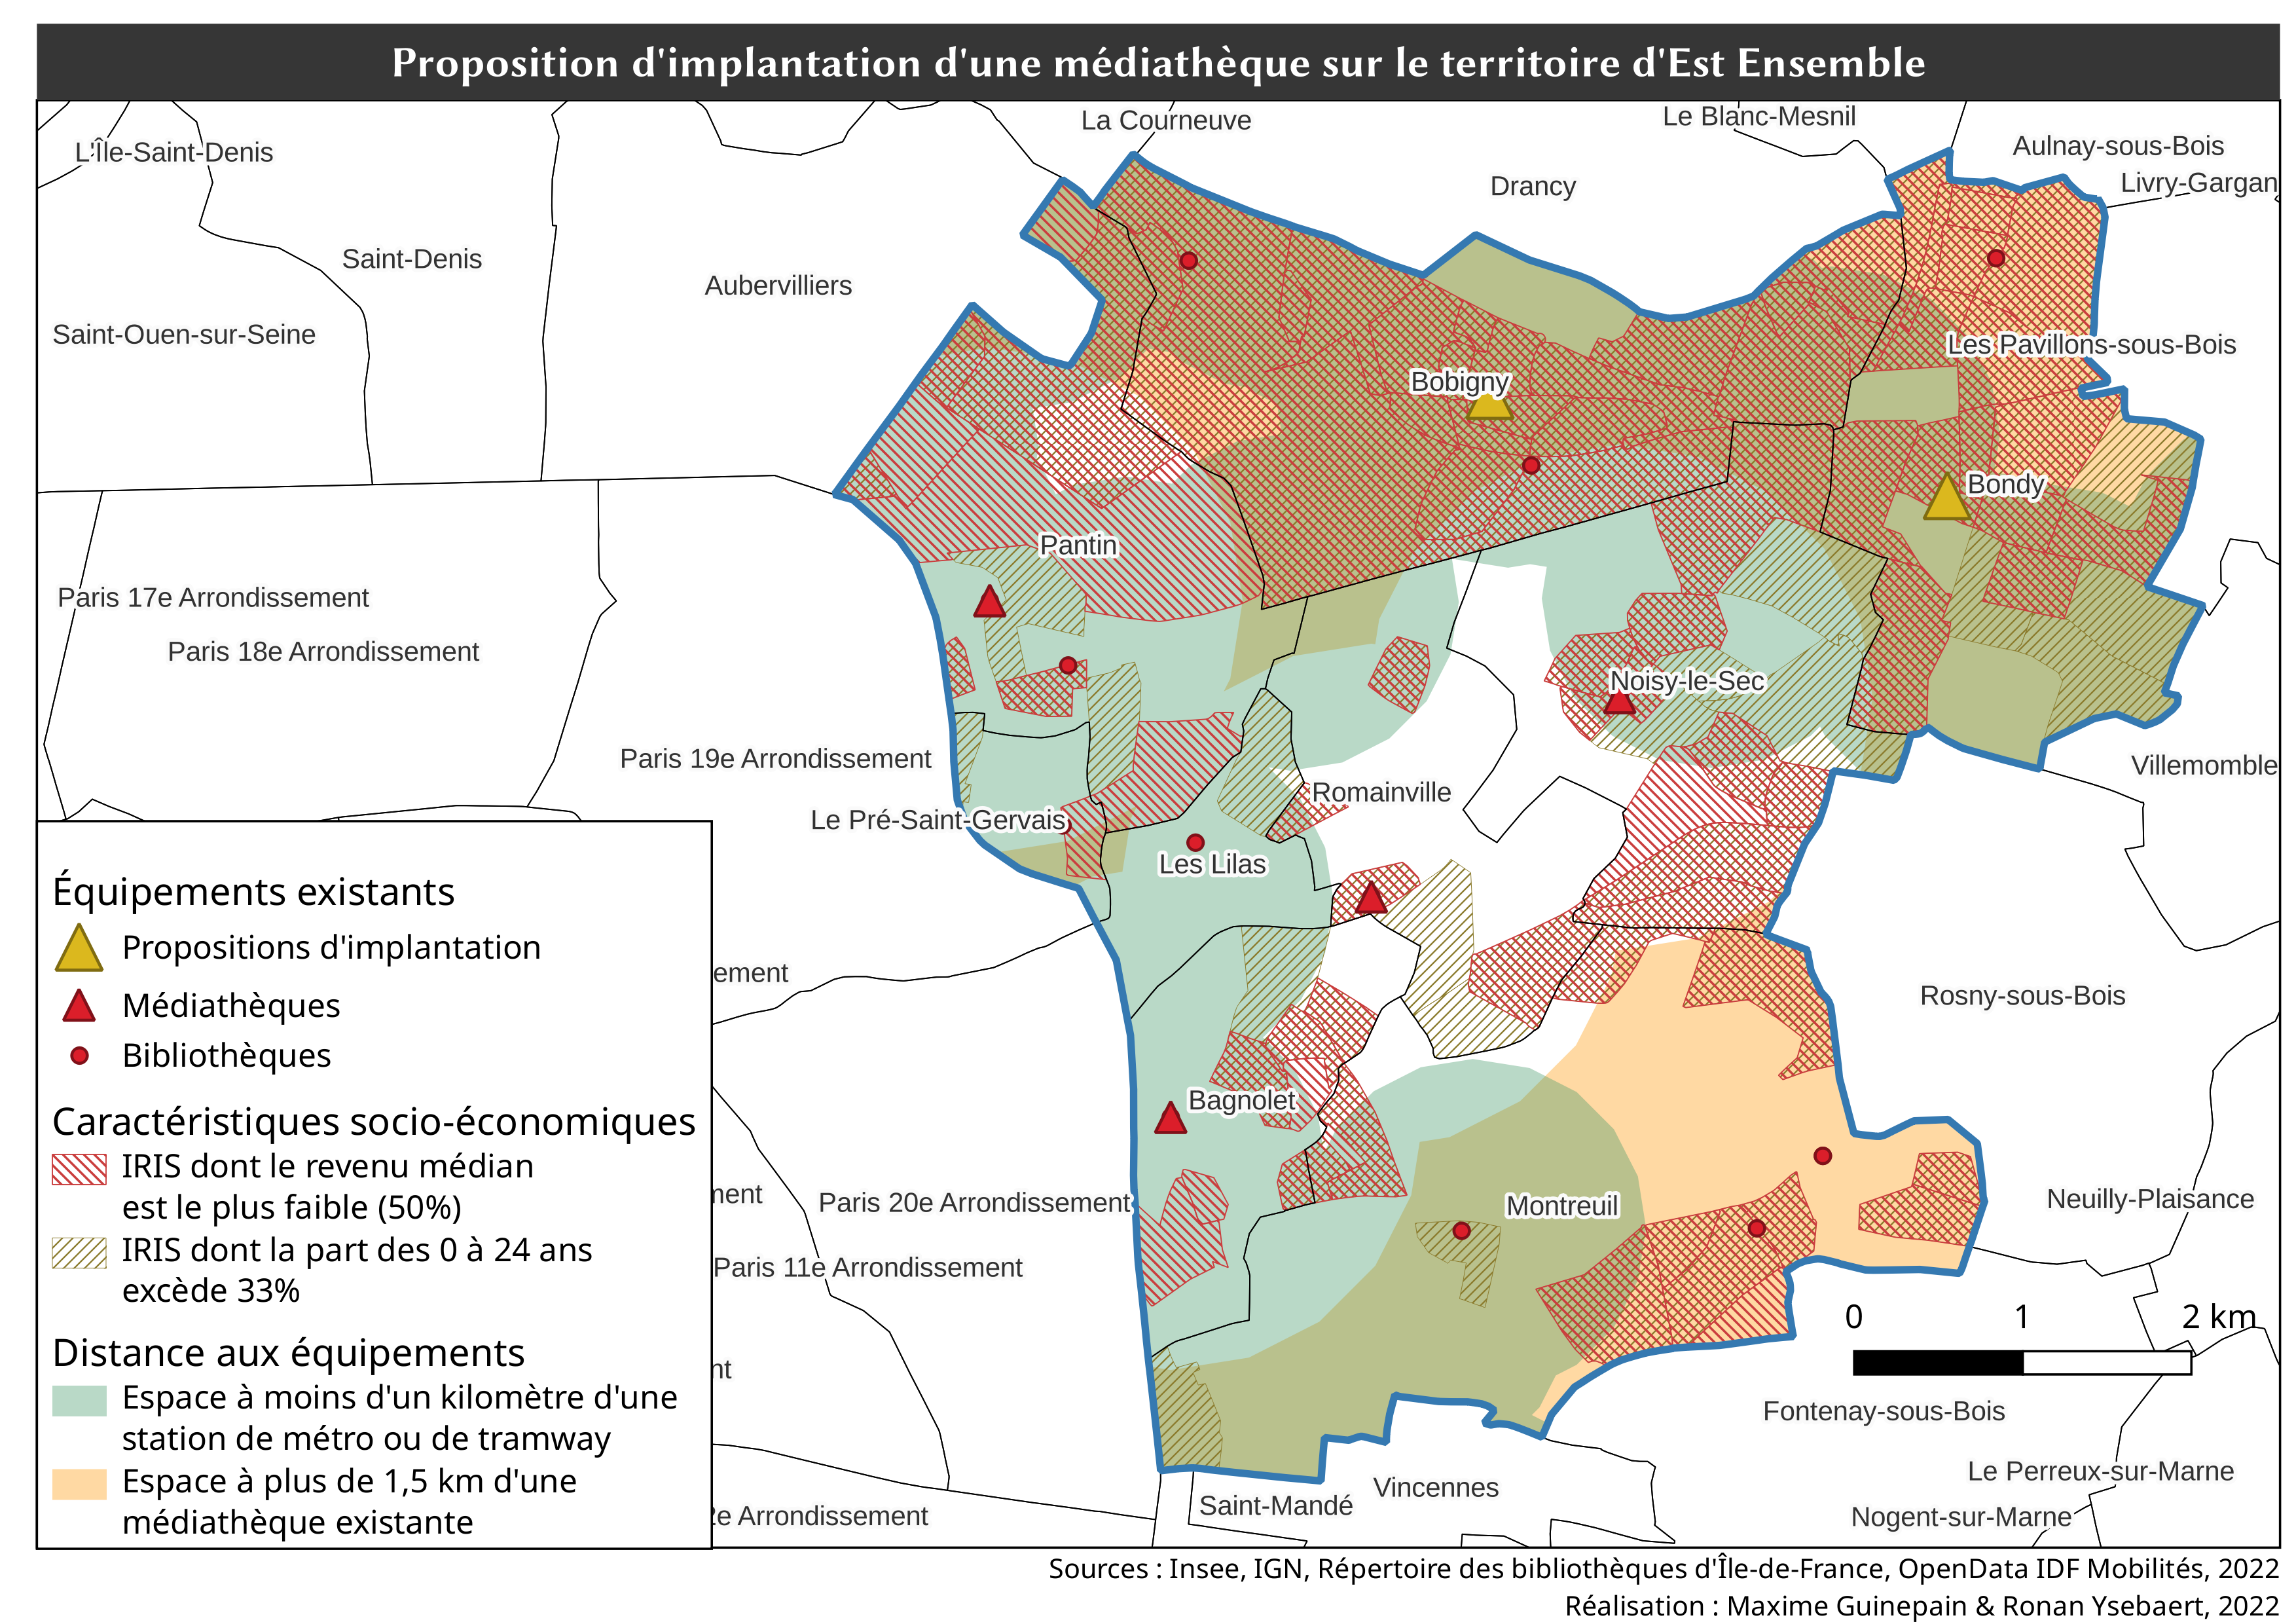 Proposition d'implantation d'une médiathèque sur le territoire d'Est Ensemble
La Courneuve
Le Blanc-Mesnil
L'Île-Saint-Denis
Aulnay-sous-Bois
Drancy
Livry-Gargan
Saint-Denis
Aubervilliers
Saint-Ouen-sur-Seine
Les Pavillons-sous-Bois
Bobigny
Bondy
Pantin
Paris 17e Arrondissement
Paris 18e Arrondissement
Noisy-le-Sec
Paris 19e Arrondissement
Villemomble
Romainville
Le Pré-Saint-Gervais
Les Lilas
ement
Rosny-sous-Bois
Bagnolet
ment
Paris 20e Arrondissement
Montreuil
Neuilly-Plaisance
Paris 11e Arrondissement
nt
Fontenay-sous-Bois
Le Perreux-sur-Marne
Vincennes
Saint-Mandé
2e Arrondissement
Nogent-sur-Marne
0 1 2 km
Équipements existants
Propositions d'implantation
Médiathèques
Bibliothèques
Caractéristiques socio-économiques
IRIS dont le revenu médian
est le plus faible (50%)
IRIS dont la part des 0 à 24 ans
excède 33%
Distance aux équipements
Espace à moins d'un kilomètre d'une
station de métro ou de tramway
Espace à plus de 1,5 km d'une
médiathèque existante
Sources : Insee, IGN, Répertoire des bibliothèques d'Île-de-France, OpenData IDF Mobilités, 2022
Réalisation : Maxime Guinepain & Ronan Ysebaert, 2022